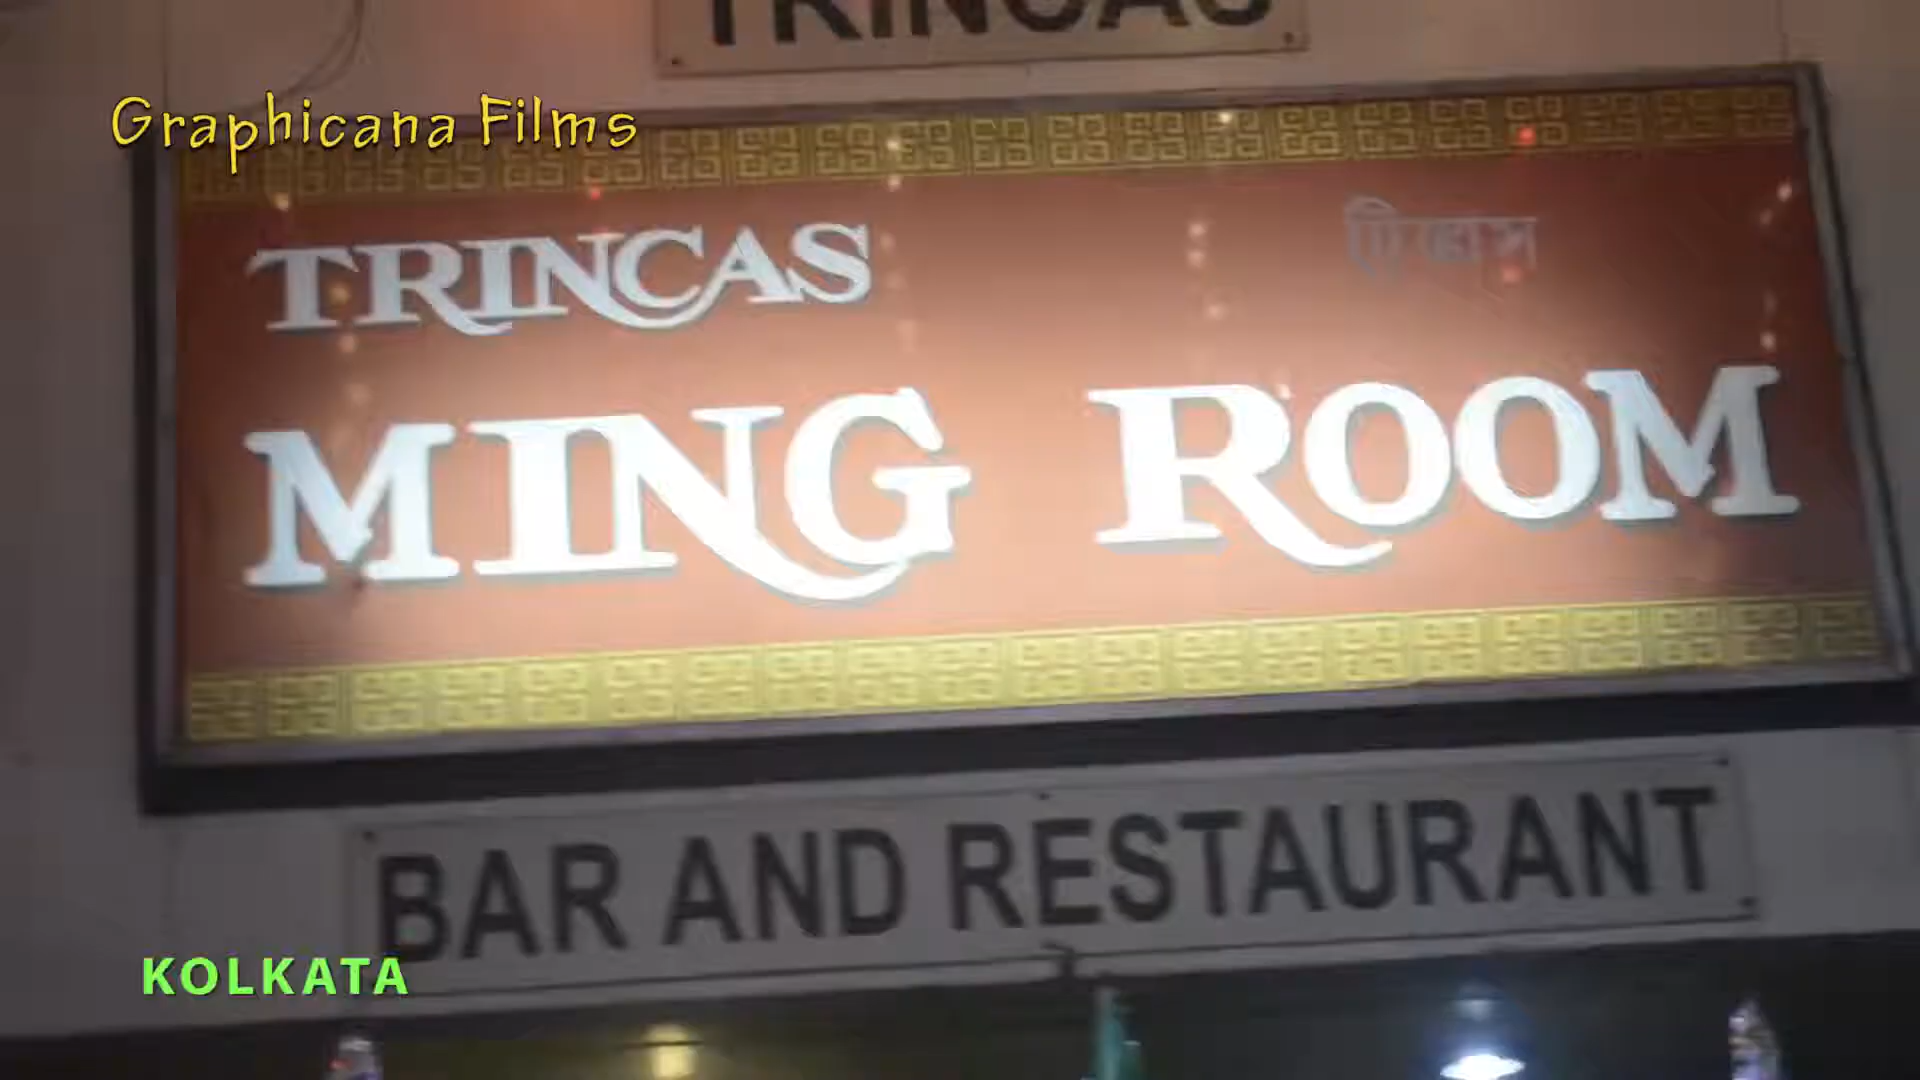 TRINCAS
Graphicana Films
TRINCAS
MING ROOM
BAR AND RESTAURANT
KOLKATA